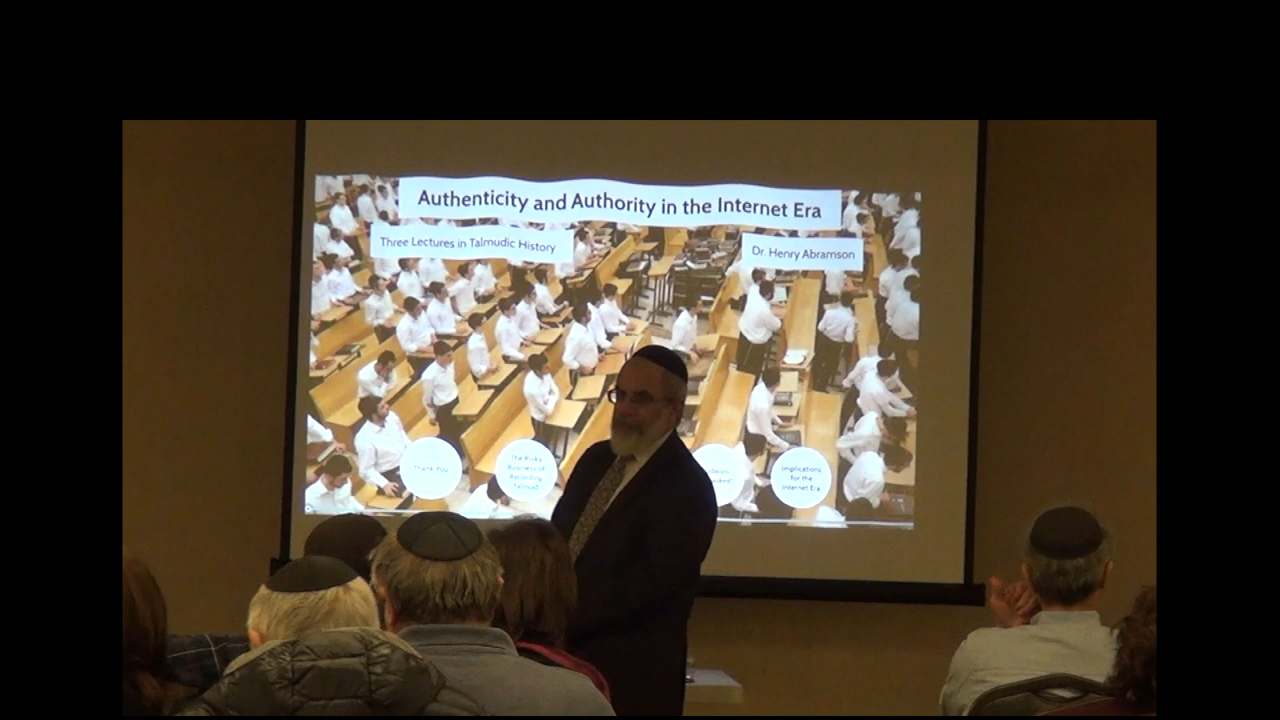 Authenticity and Authority in the Internet Era
Three Lectures in Talmudic History
Dr. Henry Abramson
Thank You
The Risky
Business of
Recording
Talmud
Implications
for the
Internet Era